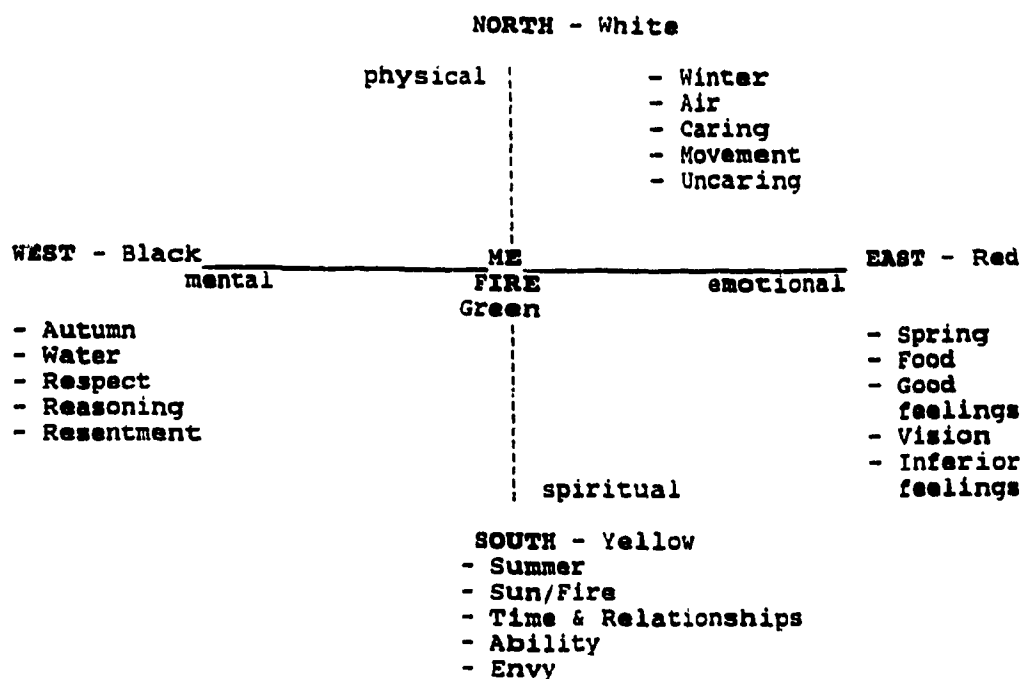 NORTH - White
physical
- Winter
- Air
- Caring
- Movement
- Uncaring
WEST - Black
mental
ME
FIRE
Green
EAST - Red
emotional
- Autumn
- Water
- Respect
- Reasoning
- Resentment
- Spring
- Food
- Good
feelings
- Vision
- Inferior
feelings
spiritual
SOUTH - Yellow
- Summer
- Sun/Fire
- Time & Relationships
- Ability
- Envy